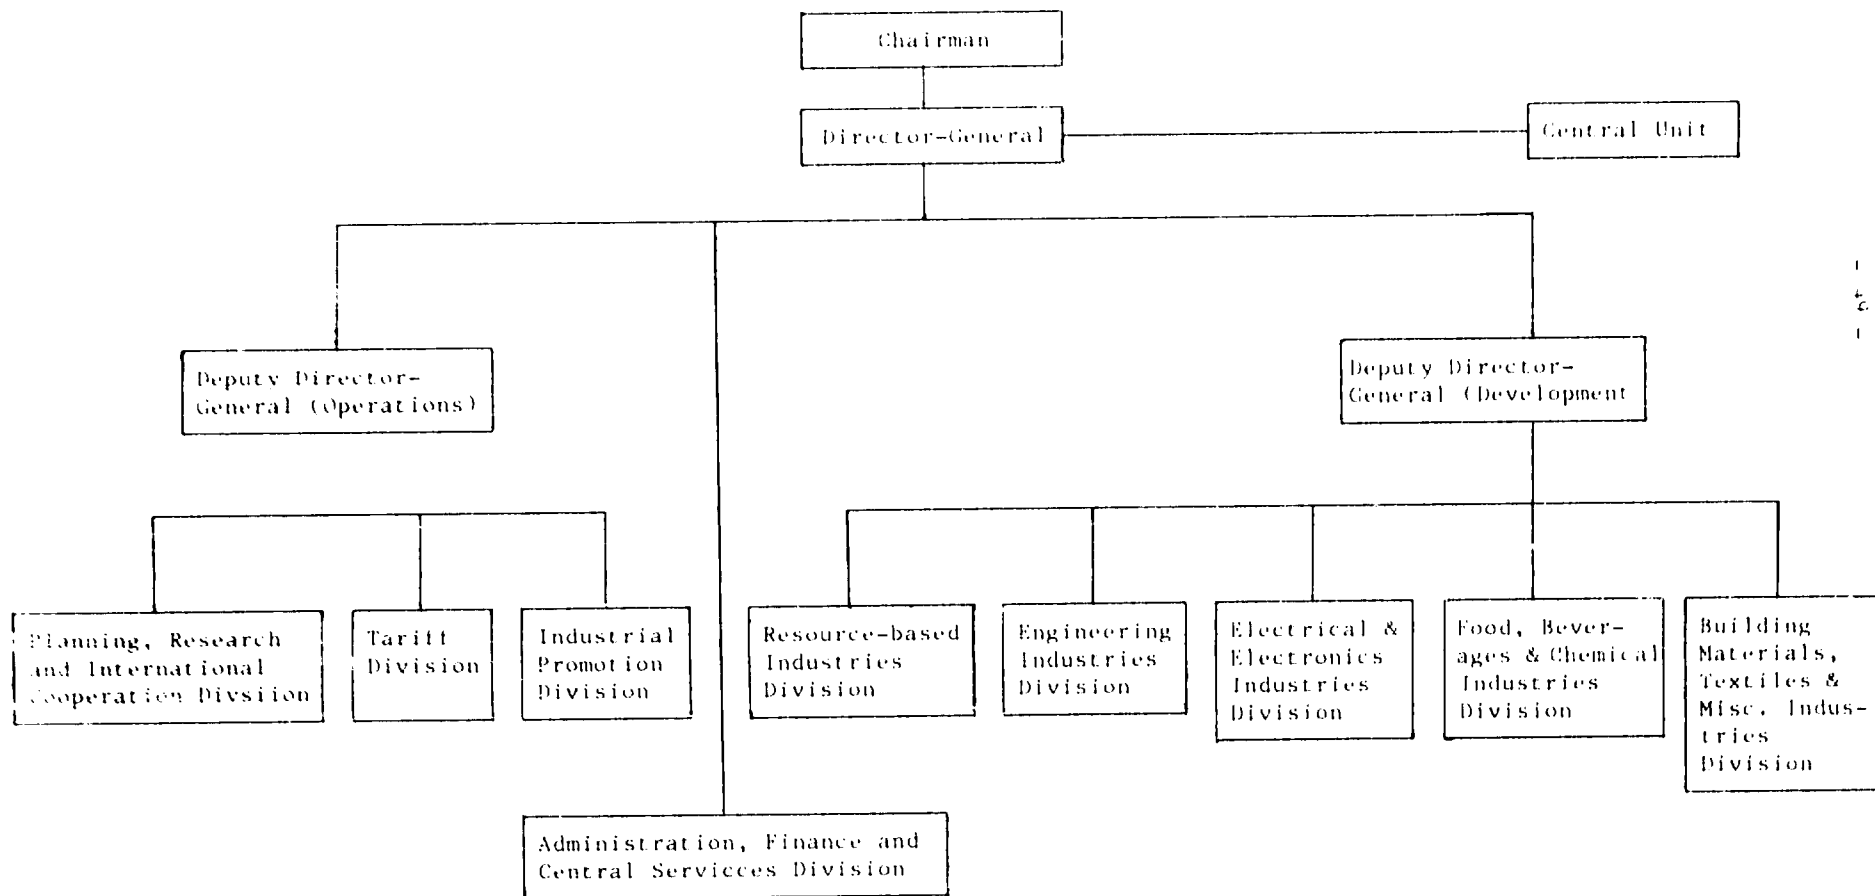 Chairman
Director-General
Central Unit
Deputy Director-
General (Operations)
Deputy Director-
General (Development
Planning, Research
and International
Cooperation Divsiion
Tariff
Division
Industrial
Promotion
Division
Resource-based
Industries
Division
Engineering
Industries
Division
Electrical &
Electronics
Industries
Division
Food, Bever-
ages & Chemical
Industries
Division
Building
Materials,
Textiles &
Misc. Indus-
tries
Division
Administration, Finance and
Central Servicces Division